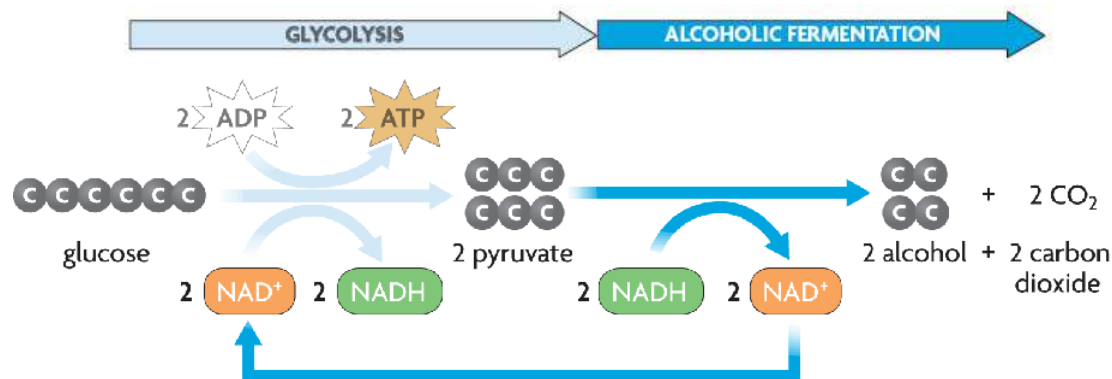 GLYCOLYSIS
ALCOHOLIC FERMENTATION
2 ADP
2 ATP
C C C C C C
C C C
C C C
C C
C C
+ 2 CO₂
glucose
2 pyruvate
2 alcohol + 2 carbon
dioxide
2 NAD⁺
2 NADH
2 NADH
2 NAD⁺